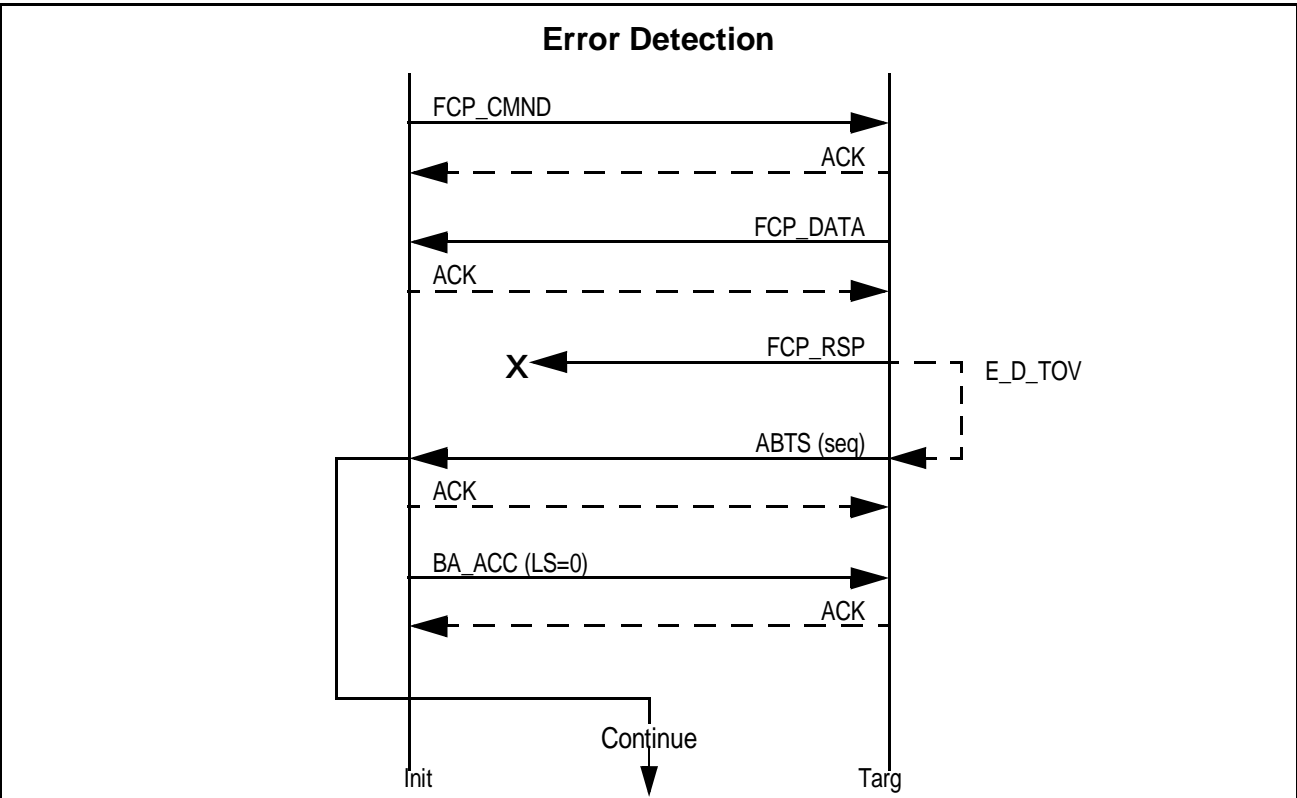 Error Detection
FCP_CMND
ACK
FCP_DATA
ACK
FCP_RSP
X
E_D_TOV
ABTS (seq)
ACK
BA_ACC (LS=0)
ACK
Continue
Init
Targ